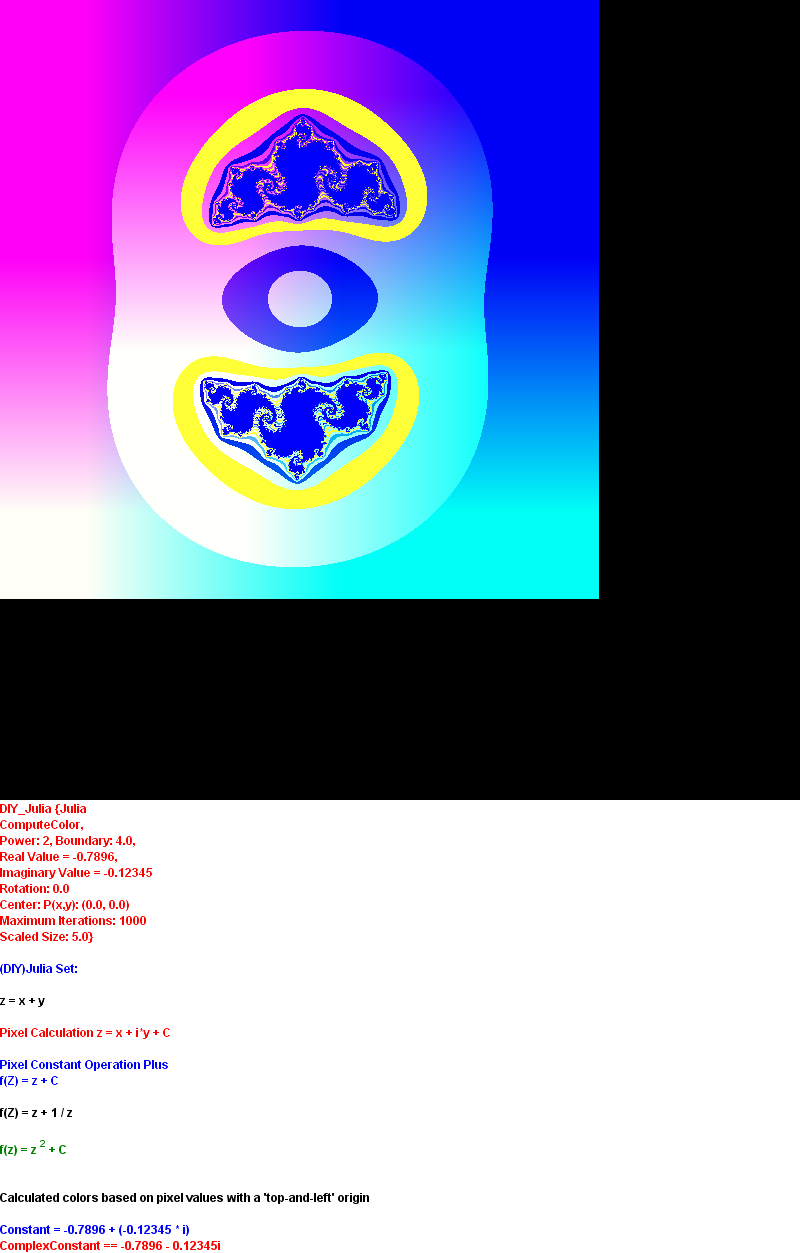 DIY_Julia {Julia
ComputeColor,
Power: 2, Boundary: 4.0,
Real Value = -0.7896,
Imaginary Value = -0.12345
Rotation: 0.0
Center: P(x,y): (0.0, 0.0)
Maximum Iterations: 1000
Scaled Size: 5.0}
(DIY)Julia Set:
z = x + y
Pixel Calculation z = x + i*y + C
Pixel Constant Operation Plus
f(Z) = z + C
f(Z) = z + 1 / z
f(z) = z ² + C
Calculated colors based on pixel values with a 'top-and-left' origin
Constant = -0.7896 + (-0.12345 * i)
ComplexConstant == -0.7896 - 0.12345i